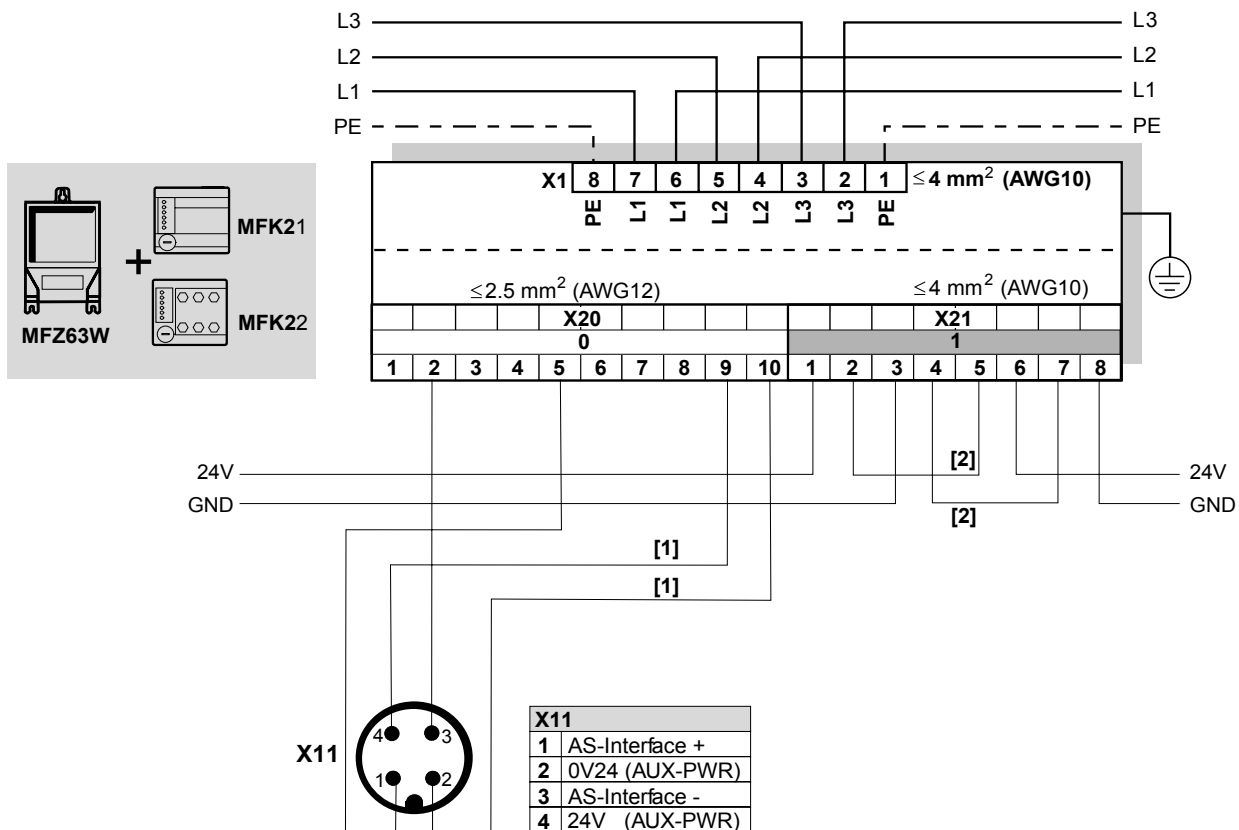 L3 L3
L2 L2
L1 L1
PE PE
X1 8 7 6 5 4 3 2 1 ≤4 mm² (AWG10)
PE L1 L1 L2 L2 L3 L3 PE
MFK21
MFK22
MFZ63W
+
≤2.5 mm² (AWG12) ≤4 mm² (AWG10)
X20 X21
0 1
1 2 3 4 5 6 7 8 9 10 1 2 3 4 5 6 7 8
24V [2] 24V
GND [2] GND
[1]
[1]
X11
4 3
1 2
X11
1 AS-Interface +
2 0V24 (AUX-PWR)
3 AS-Interface -
4 24V (AUX-PWR)